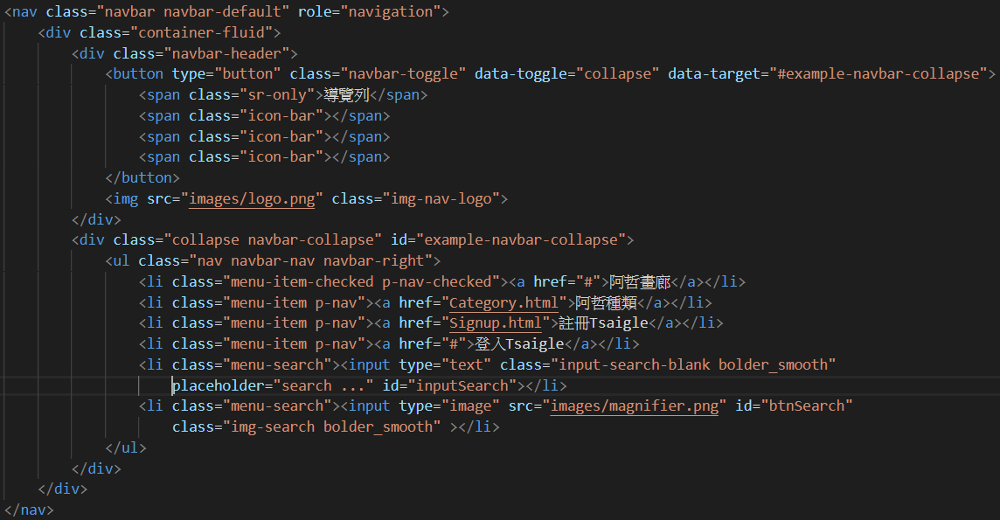 <nav class="navbar navbar-default" role="navigation">
<div class="container-fluid">
<div class="navbar-header">
<button type="button" class="navbar-toggle" data-toggle="collapse" data-target="#example-navbar-collapse">
<span class="sr-only">導覽列</span>
<span class="icon-bar"></span>
<span class="icon-bar"></span>
<span class="icon-bar"></span>
</button>
<img src="images/logo.png" class="img-nav-logo">
</div>
<div class="collapse navbar-collapse" id="example-navbar-collapse">
<ul class="nav navbar-nav navbar-right">
<li class="menu-item-checked p-nav-checked"><a href="#">阿哲畫廊</a></li>
<li class="menu-item p-nav"><a href="Category.html">阿哲種類</a></li>
<li class="menu-item p-nav"><a href="Signup.html">註冊Tsaigle</a></li>
<li class="menu-item p-nav"><a href="#">登入Tsaigle</a></li>
<li class="menu-search"><input type="text" class="input-search-blank bolder_smooth"
placeholder="search ..." id="inputSearch"></li>
<li class="menu-search"><input type="image" src="images/magnifier.png" id="btnSearch"
class="img-search bolder_smooth" ></li>
</ul>
</div>
</div>
</nav>